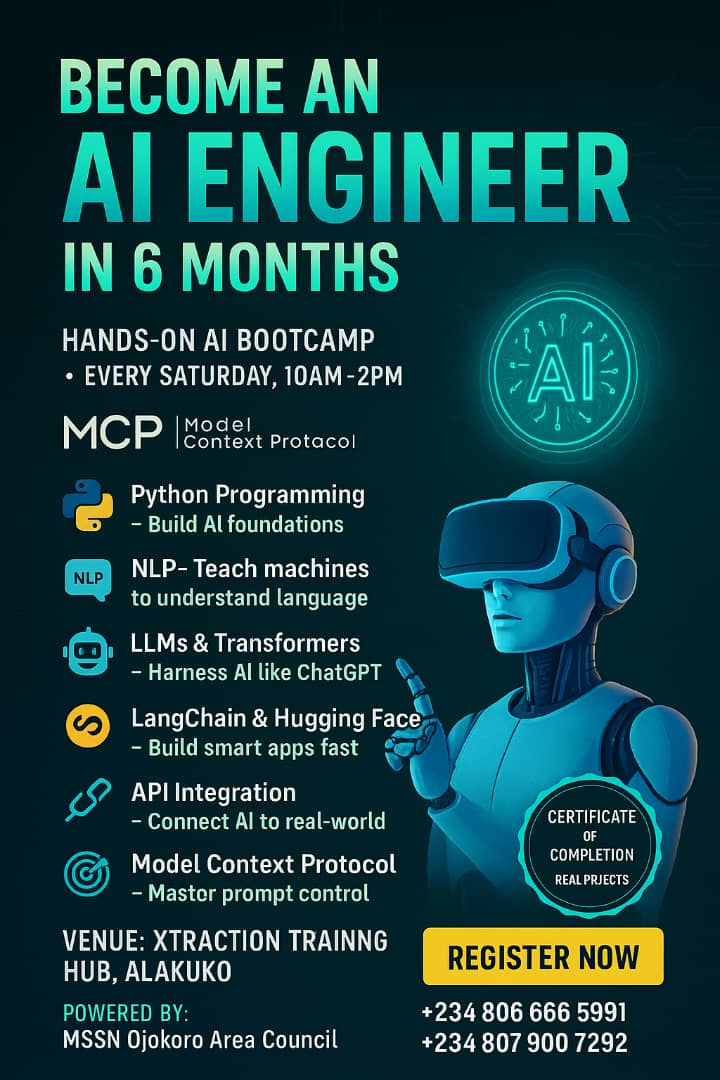 BECOME AN
AI ENGINEER
IN 6 MONTHS
HANDS-ON AI BOOTCAMP
• EVERY SATURDAY, 10AM-2PM
MCP
Model
Context Protacol
AI
Python Programming
– Build AI foundations
NLP
NLP– Teach machines
to understand language
LLMs & Transformers
– Harness AI like ChatGPT
LangChain & Hugging Face
– Build smart apps fast
API Integration
– Connect AI to real-world
Model Context Protocol
– Master prompt control
CERTIFICATE
OF
COMPLETION
REAL PRJECTS
VENUE: XTRACTION TRAINNG
HUB, ALAKUKO
REGISTER NOW
POWERED BY:
MSSN Ojokoro Area Council
+234 806 666 5991
+234 807 900 7292